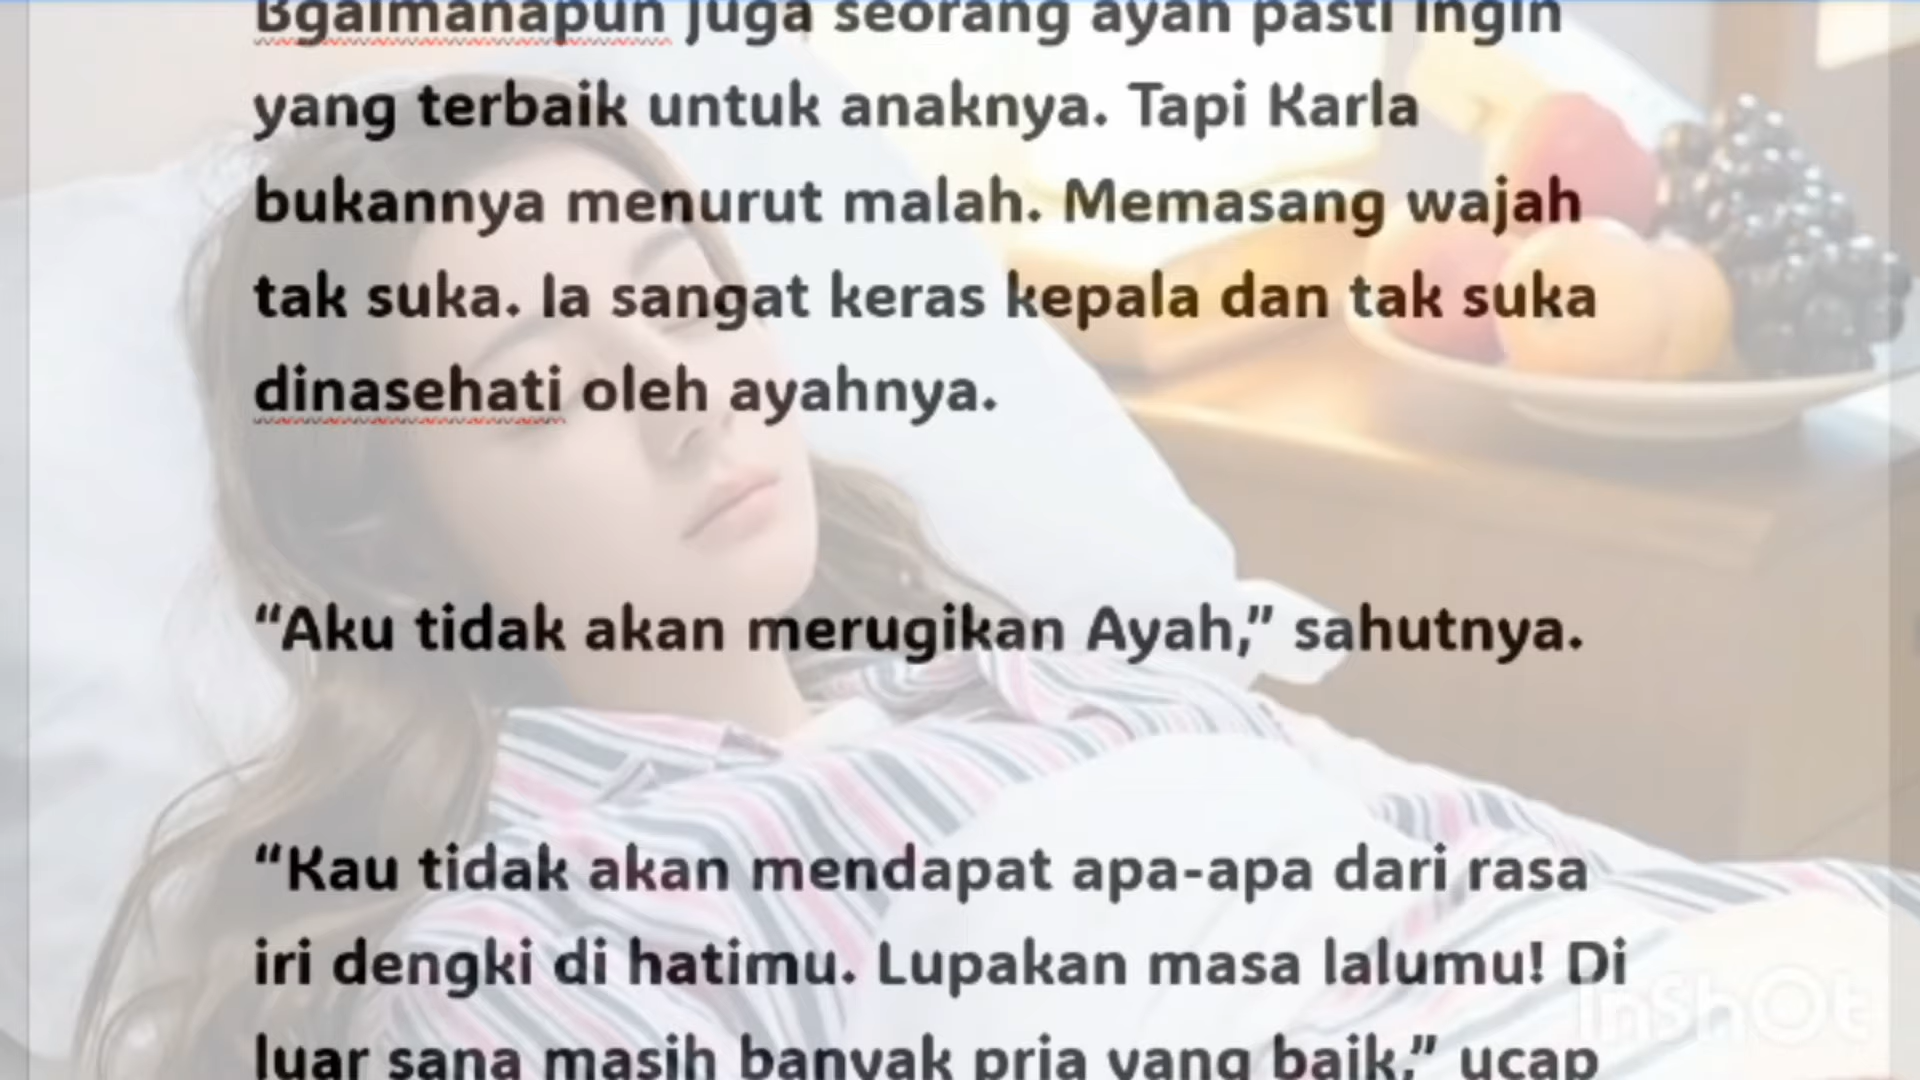 Bgaimanapun juga seorang ayah pasti ingin
yang terbaik untuk anaknya. Tapi Karla
bukannya menurut malah. Memasang wajah
tak suka. Ia sangat keras kepala dan tak suka
dinasehati oleh ayahnya.
“Aku tidak akan merugikan Ayah,” sahutnya.
“Kau tidak akan mendapat apa-apa dari rasa
iri dengki di hatimu. Lupakan masa lalumu! Di
luar sana masih banyak pria yang baik,” ucap
InShOt